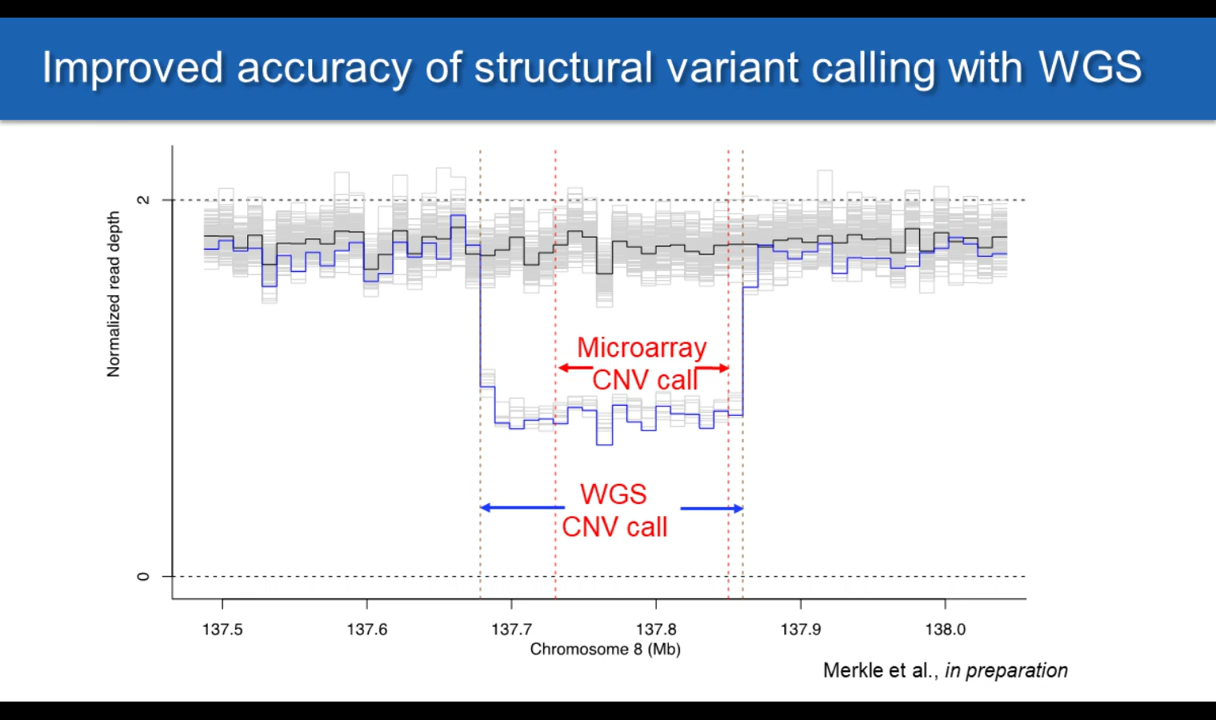 Improved accuracy of structural variant calling with WGS
2
Normalized read depth
Microarray
CNV call
WGS
CNV call
0
137.5 137.6 137.7 137.8 137.9 138.0
Chromosome 8 (Mb)
Merkle et al., in preparation